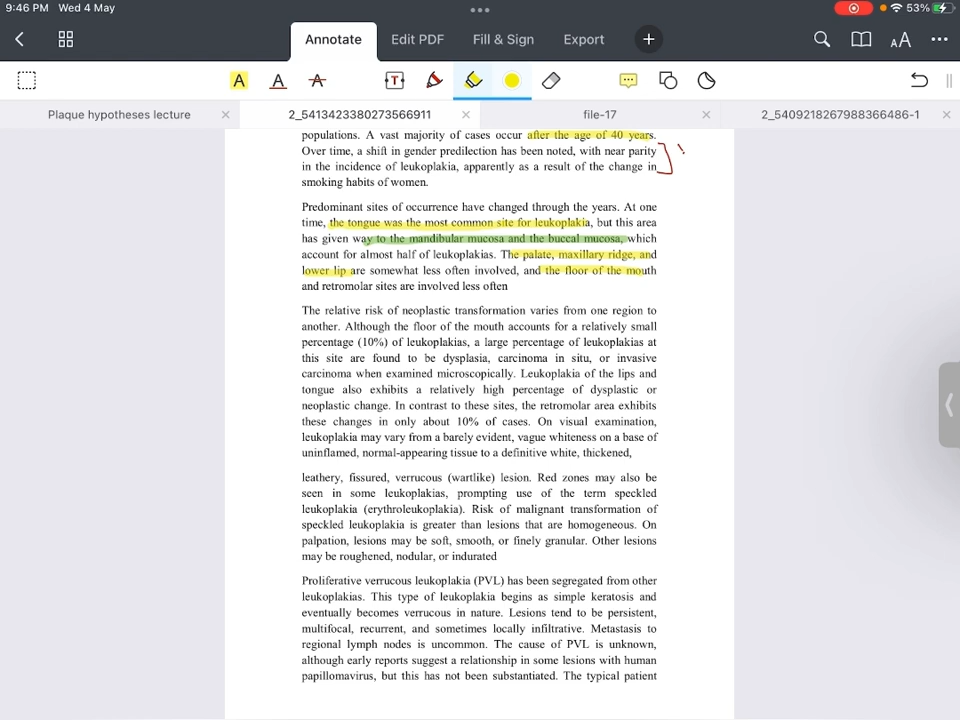 9:46 PM Wed 4 May
53%
Annotate Edit PDF Fill & Sign Export
AA
A A A T
Plaque hypotheses lecture 2_5413423380273566911 file-17 2_5409218267988366486-1
populations. A vast majority of cases occur after the age of 40 years.
Over time, a shift in gender predilection has been noted, with near parity
in the incidence of leukoplakia, apparently as a result of the change in
smoking habits of women.
Predominant sites of occurrence have changed through the years. At one
time, the tongue was the most common site for leukoplakia, but this area
has given way to the mandibular mucosa and the buccal mucosa, which
account for almost half of leukoplakias. The palate, maxillary ridge, and
lower lip are somewhat less often involved, and the floor of the mouth
and retromolar sites are involved less often
The relative risk of neoplastic transformation varies from one region to
another. Although the floor of the mouth accounts for a relatively small
percentage (10%) of leukoplakias, a large percentage of leukoplakias at
this site are found to be dysplasia, carcinoma in situ, or invasive
carcinoma when examined microscopically. Leukoplakia of the lips and
tongue also exhibits a relatively high percentage of dysplastic or
neoplastic change. In contrast to these sites, the retromolar area exhibits
these changes in only about 10% of cases. On visual examination,
leukoplakia may vary from a barely evident, vague whiteness on a base of
uninflamed, normal-appearing tissue to a definitive white, thickened,
leathery, fissured, verrucous (wartlike) lesion. Red zones may also be
seen in some leukoplakias, prompting use of the term speckled
leukoplakia (erythroleukoplakia). Risk of malignant transformation of
speckled leukoplakia is greater than lesions that are homogeneous. On
palpation, lesions may be soft, smooth, or finely granular. Other lesions
may be roughened, nodular, or indurated
Proliferative verrucous leukoplakia (PVL) has been segregated from other
leukoplakias. This type of leukoplakia begins as simple keratosis and
eventually becomes verrucous in nature. Lesions tend to be persistent,
multifocal, recurrent, and sometimes locally infiltrative. Metastasis to
regional lymph nodes is uncommon. The cause of PVL is unknown,
although early reports suggest a relationship in some lesions with human
papillomavirus, but this has not been substantiated. The typical patient